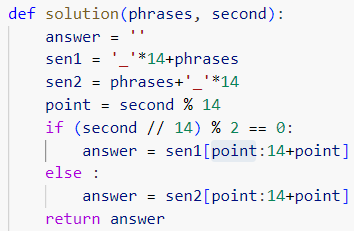 def solution(phrases, second):
    answer = ''
    sen1 = '_'*14+phrases
    sen2 = phrases+'_'*14
    point = second % 14
    if (second // 14) % 2 == 0:
        answer = sen1[point:14+point]
    else :
        answer = sen2[point:14+point]
    return answer